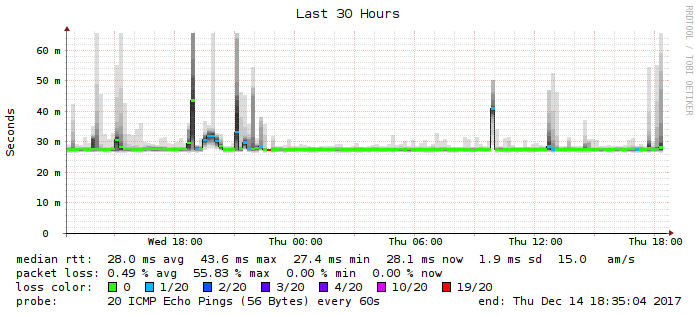 Last 30 Hours
RRDTOOL / TOBI OETIKER
Seconds
60 m
50 m
40 m
30 m
20 m
10 m
0
Wed 18:00 Thu 00:00 Thu 06:00 Thu 12:00 Thu 18:00
median rtt: 28.0 ms avg 43.6 ms max 27.4 ms min 28.1 ms now 1.9 ms sd 15.0 am/s
packet loss: 0.49 % avg 55.83 % max 0.00 % min 0.00 % now
loss color: 0 1/20 2/20 3/20 4/20 10/20 19/20
probe: 20 ICMP Echo Pings (56 Bytes) every 60s end: Thu Dec 14 18:35:04 2017